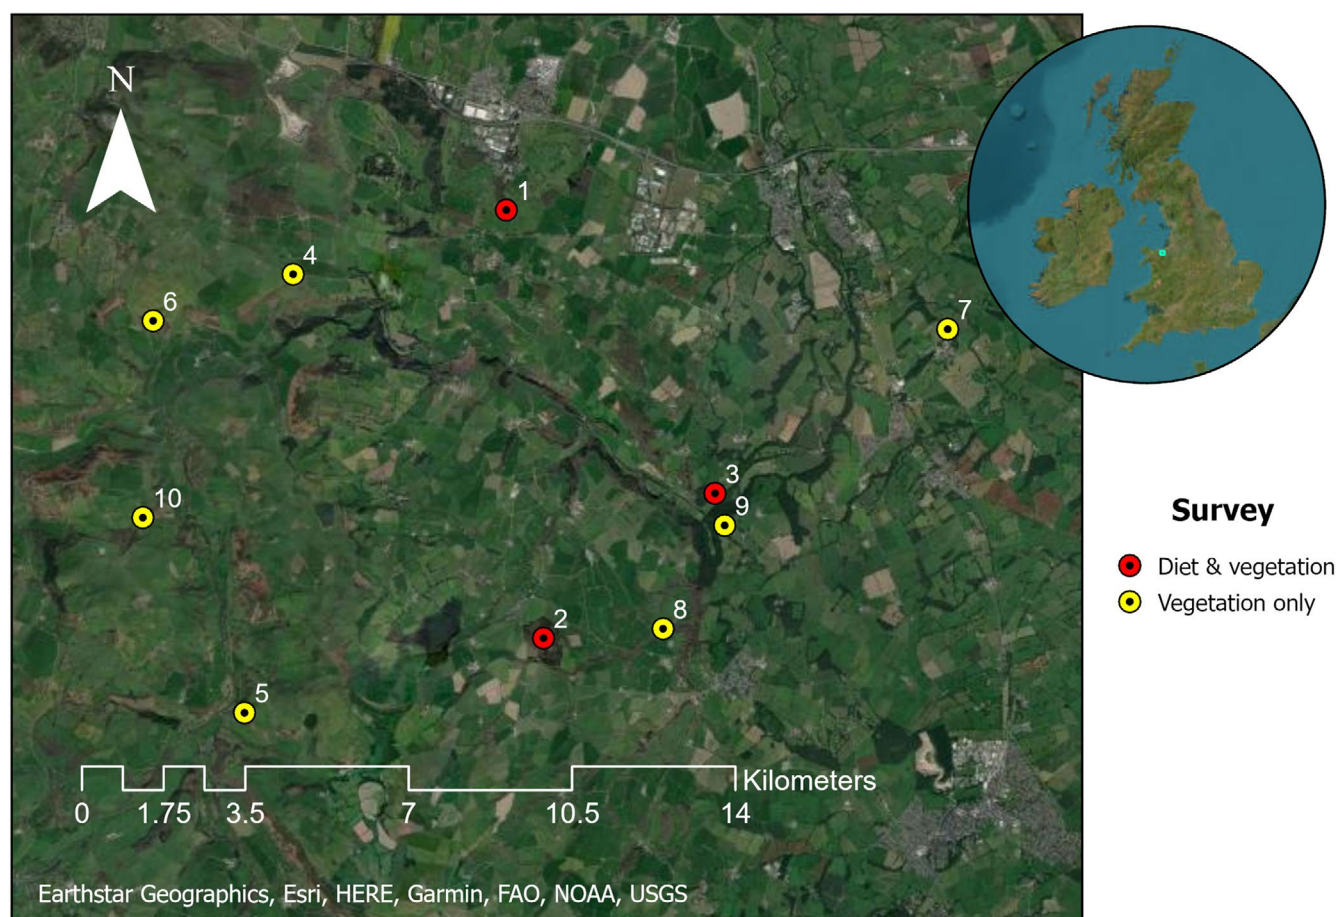 N
1
4
6
7
3
9
10
2
8
5
Kilometers
0 1.75 3.5 7 10.5 14
Earthstar Geographics, Esri, HERE, Garmin, FAO, NOAA, USGS
Survey
Diet & vegetation
Vegetation only